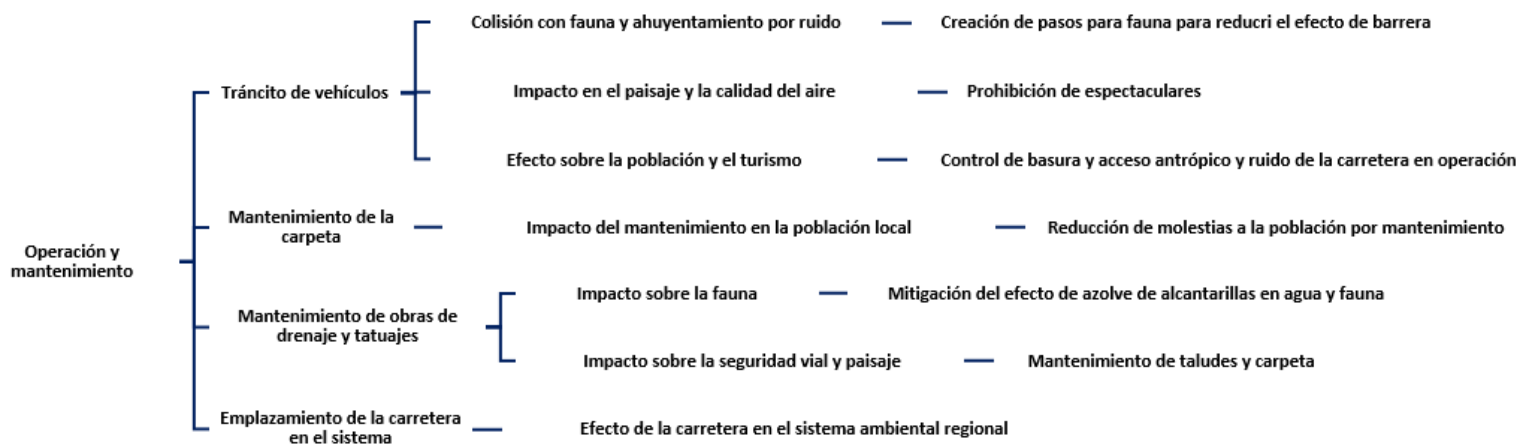 Operación y
mantenimiento
Tráncito de vehículos
Colisión con fauna y ahuyentamiento por ruido
Creación de pasos para fauna para reducri el efecto de barrera
Impacto en el paisaje y la calidad del aire
Prohibición de espectaculares
Efecto sobre la población y el turismo
Control de basura y acceso antrópico y ruido de la carretera en operación
Mantenimiento de la
carpeta
Impacto del mantenimiento en la población local
Reducción de molestias a la población por mantenimiento
Mantenimiento de obras de
drenaje y tatuajes
Impacto sobre la fauna
Mitigación del efecto de azolve de alcantarillas en agua y fauna
Impacto sobre la seguridad vial y paisaje
Mantenimiento de taludes y carpeta
Emplazamiento de la carretera
en el sistema
Efecto de la carretera en el sistema ambiental regional